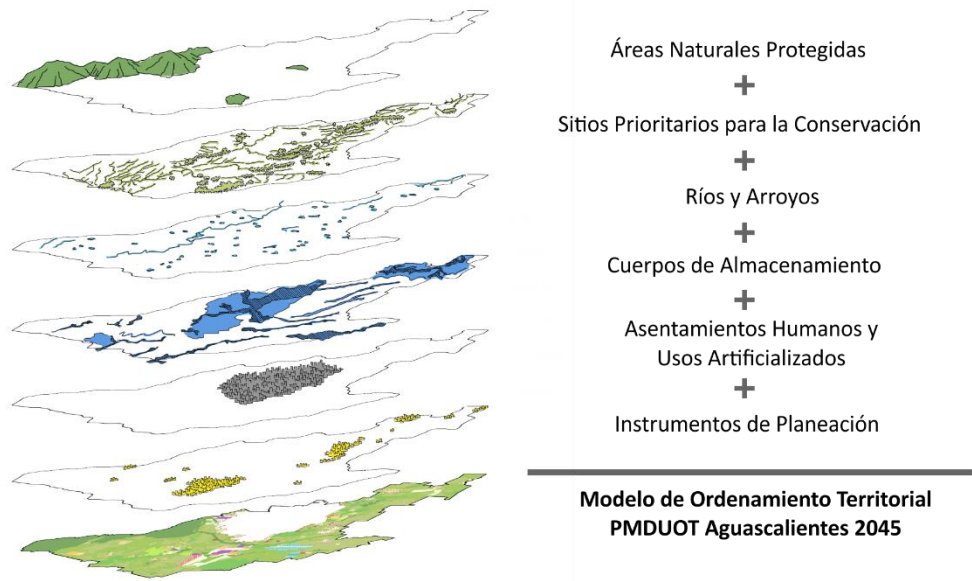 Áreas Naturales Protegidas
+
Sitios Prioritarios para la Conservación
+
Ríos y Arroyos
+
Cuerpos de Almacenamiento
+
Asentamientos Humanos y
Usos Artificializados
+
Instrumentos de Planeación
Modelo de Ordenamiento Territorial
PMDUOT Aguascalientes 2045